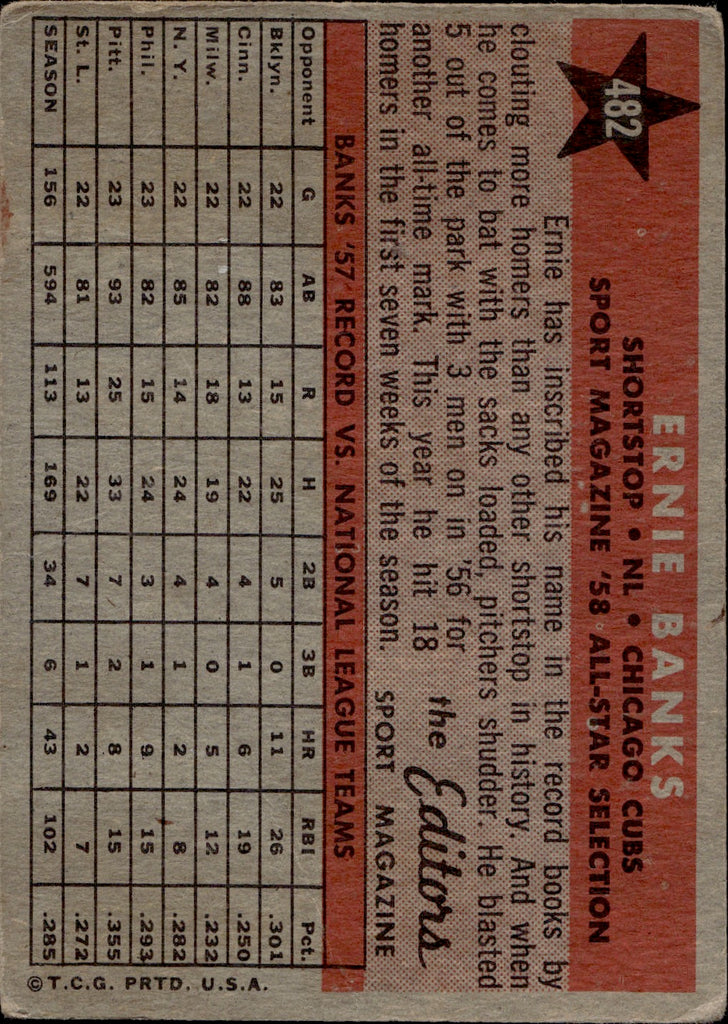 482
ERNIE BANKS
SHORTSTOP • NL • CHICAGO CUBS
SPORT MAGAZINE '58 ALL-STAR SELECTION
Ernie has inscribed his name in the record books by
clouting more homers than any other shortstop in history. And when
he comes to bat with the sacks loaded, pitchers shudder. He blasted
5 out of the park with 3 men on in '56 for
another all-time mark. This year he hit 18
homers in the first seven weeks of the season.
the Editors
SPORT MAGAZINE
BANKS '57 RECORD VS. NATIONAL LEAGUE TEAMS
Opponent G AB R H 2B 3B HR RBI Pct.
Bklyn. 22 83 15 25 5 0 11 26 .301
Cinn. 22 88 13 22 4 1 6 19 .250
Milw. 22 82 18 19 4 0 5 12 .232
N. Y. 22 85 14 24 4 1 2 8 .282
Phil. 23 82 15 24 3 1 9 15 .293
Pitt. 23 93 25 33 7 2 8 15 .355
St. L. 22 81 13 22 7 1 2 7 .272
SEASON 156 594 113 169 34 6 43 102 .285
© T.C.G. PRTD. U.S.A.